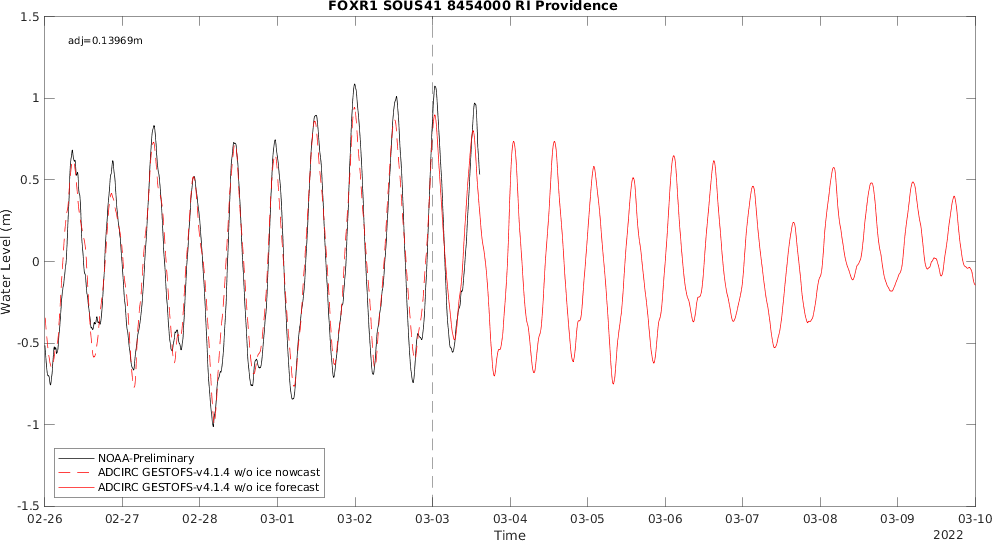 FOXR1 SOUS41 8454000 RI Providence
adj=0.13969m
1.5
1
0.5
0
-0.5
-1
-1.5
Water Level (m)
NOAA-Preliminary
ADCIRC GESTOFS-v4.1.4 w/o ice nowcast
ADCIRC GESTOFS-v4.1.4 w/o ice forecast
02-26 02-27 02-28 03-01 03-02 03-03 03-04 03-05 03-06 03-07 03-08 03-09 03-10
Time
2022